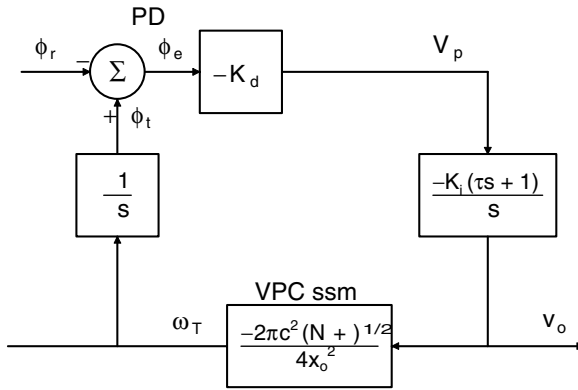 PD
ϕr
−
Σ
ϕe
−Kd
Vp
+
ϕt
1
s
−Ki(τs + 1)
s
VPC ssm
ωT
−2πc²(N + )^1/2
4xo²
vo